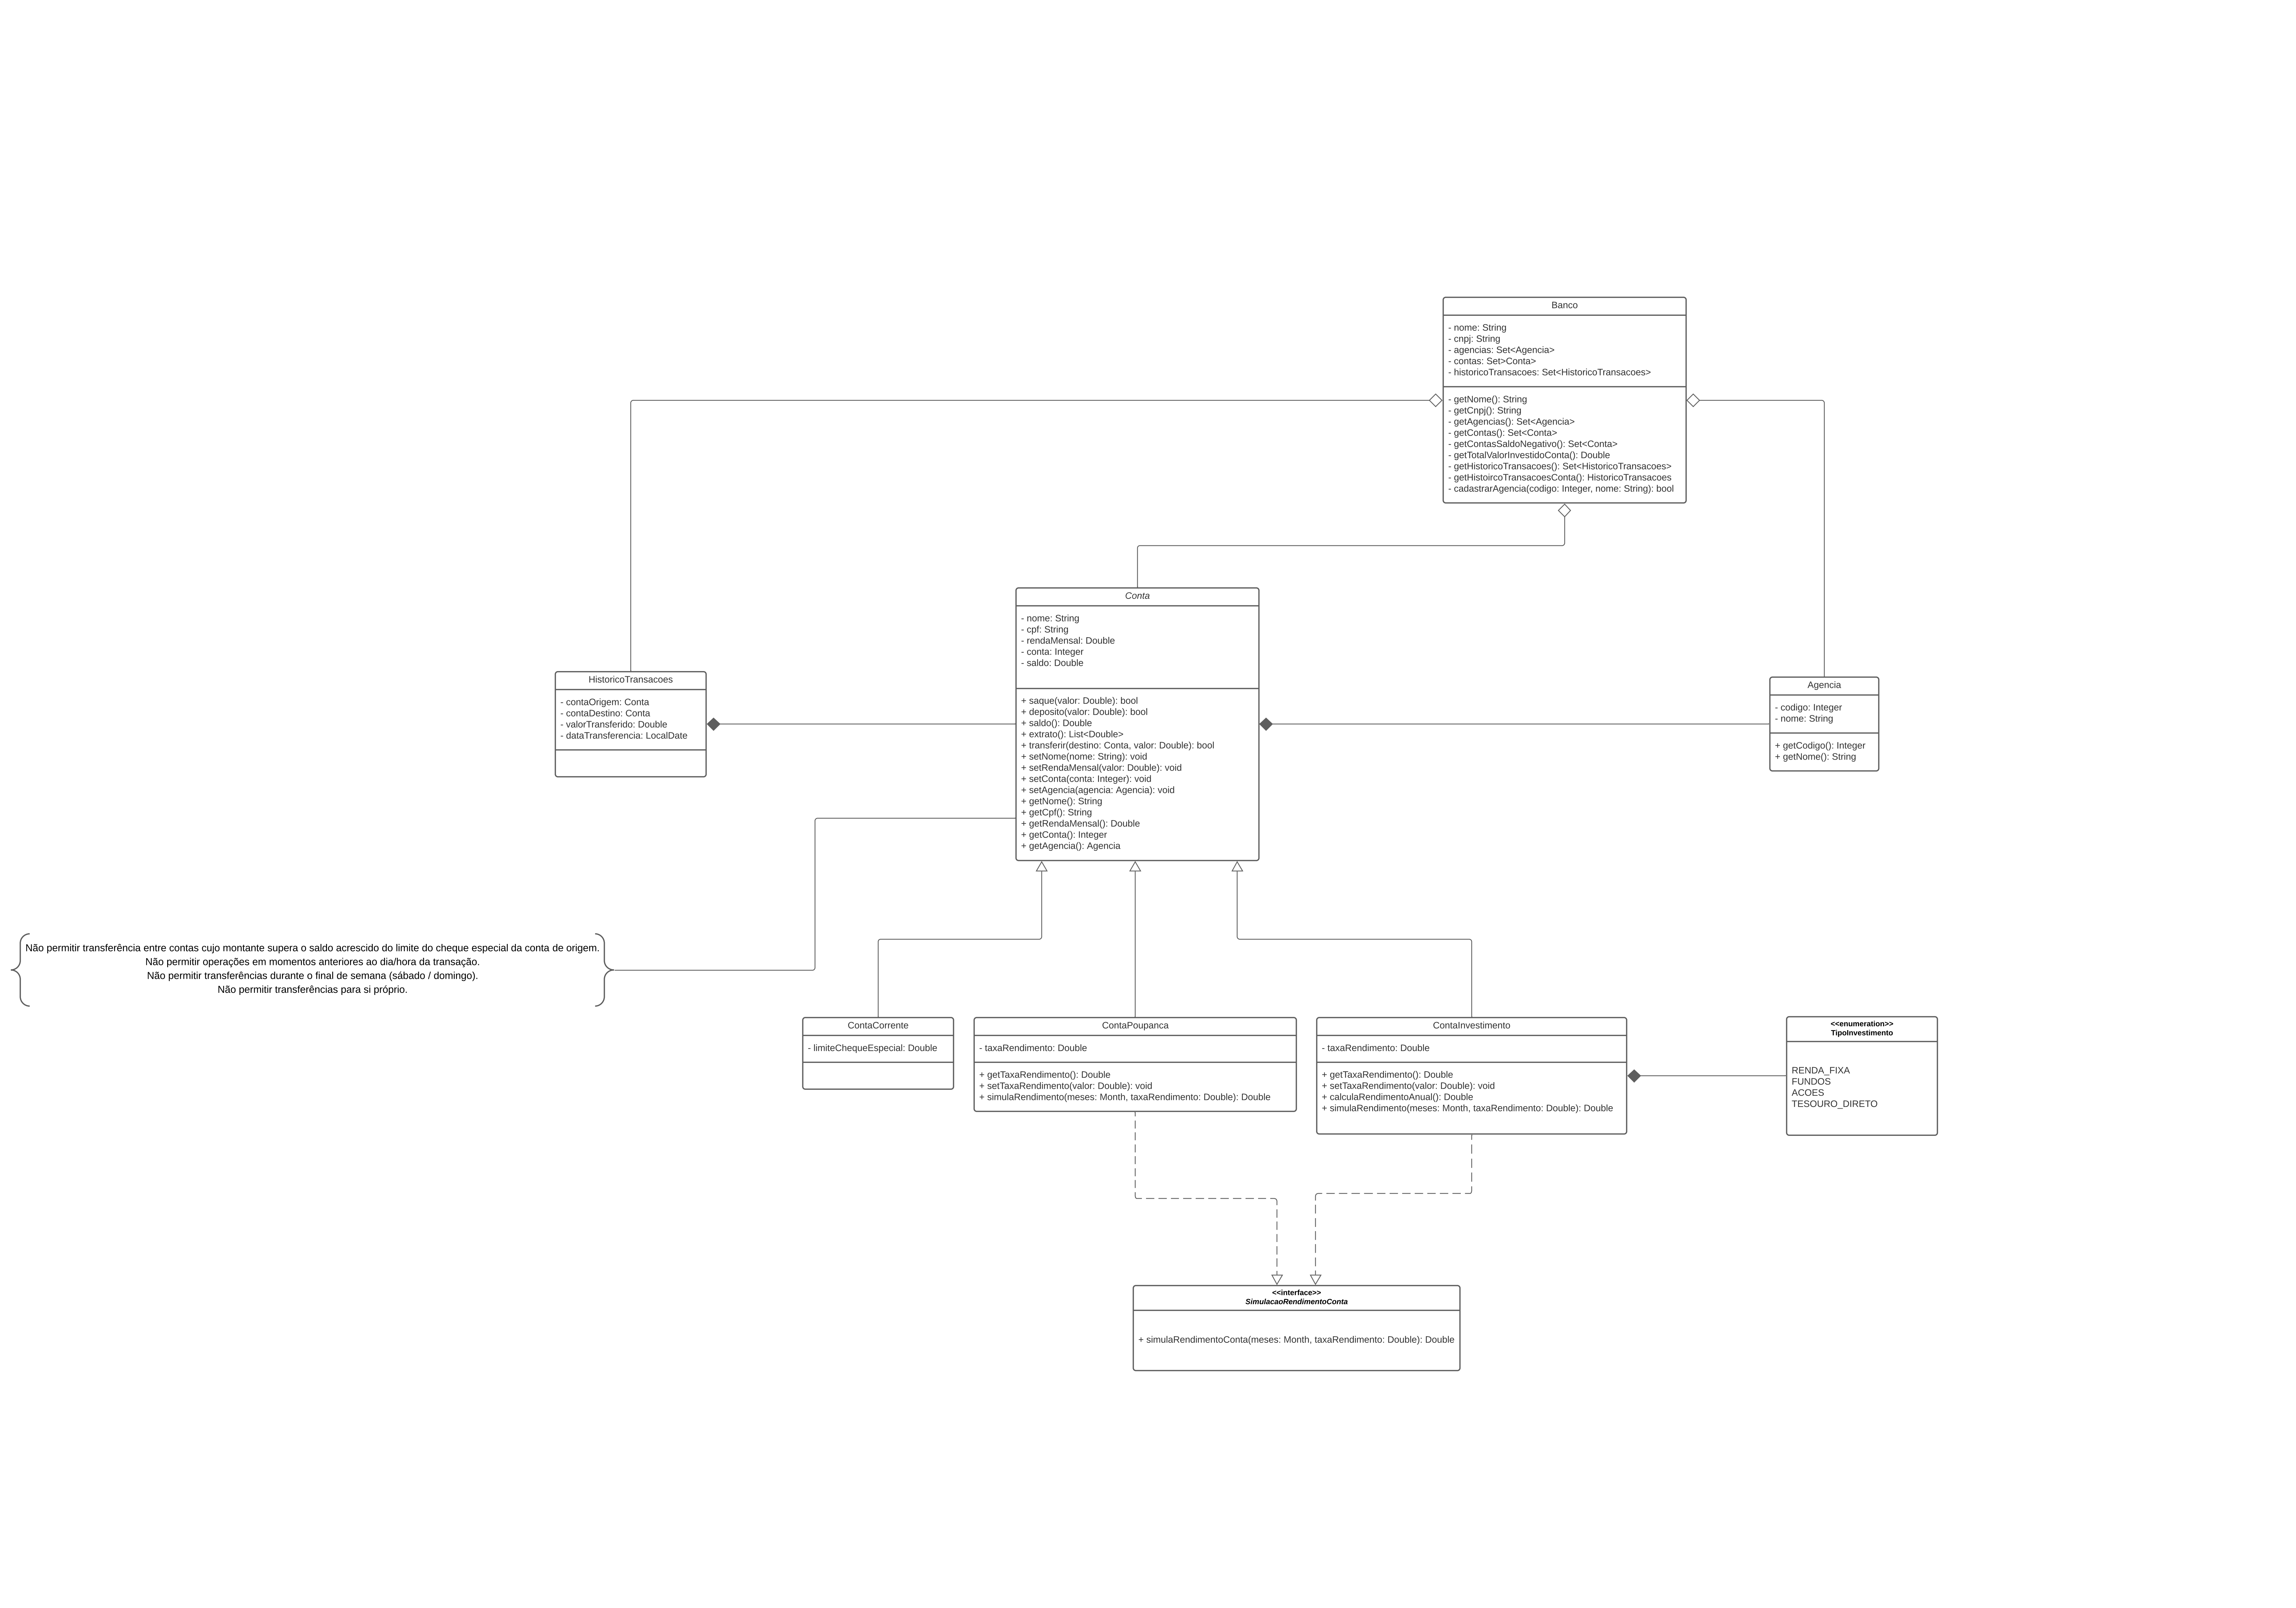 Banco
- nome: String
- cnpj: String
- agencias: Set<Agencia>
- contas: Set>Conta>
- historicoTransacoes: Set<HistoricoTransacoes>
- getNome(): String
- getCnpj(): String
- getAgencias(): Set<Agencia>
- getContas(): Set<Conta>
- getContasSaldoNegativo(): Set<Conta>
- getTotalValorInvestidoConta(): Double
- getHistoricoTransacoes(): Set<HistoricoTransacoes>
- getHistoircoTransacoesConta(): HistoricoTransacoes
- cadastrarAgencia(codigo: Integer, nome: String): bool
Conta
- nome: String
- cpf: String
- rendaMensal: Double
- conta: Integer
- saldo: Double
+ saque(valor: Double): bool
+ deposito(valor: Double): bool
+ saldo(): Double
+ extrato(): List<Double>
+ transferir(destino: Conta, valor: Double): bool
+ setNome(nome: String): void
+ setRendaMensal(valor: Double): void
+ setConta(conta: Integer): void
+ setAgencia(agencia: Agencia): void
+ getNome(): String
+ getCpf(): String
+ getRendaMensal(): Double
+ getConta(): Integer
+ getAgencia(): Agencia
HistoricoTransacoes
- contaOrigem: Conta
- contaDestino: Conta
- valorTransferido: Double
- dataTransferencia: LocalDate
Agencia
- codigo: Integer
- nome: String
+ getCodigo(): Integer
+ getNome(): String
Não permitir transferência entre contas cujo montante supera o saldo acrescido do limite do cheque especial da conta de origem.
Não permitir operações em momentos anteriores ao dia/hora da transação.
Não permitir transferências durante o final de semana (sábado / domingo).
Não permitir transferências para si próprio.
ContaCorrente
- limiteChequeEspecial: Double
ContaPoupanca
- taxaRendimento: Double
+ getTaxaRendimento(): Double
+ setTaxaRendimento(valor: Double): void
+ simulaRendimento(meses: Month, taxaRendimento: Double): Double
ContaInvestimento
- taxaRendimento: Double
+ getTaxaRendimento(): Double
+ setTaxaRendimento(valor: Double): void
+ calculaRendimentoAnual(): Double
+ simulaRendimento(meses: Month, taxaRendimento: Double): Double
<<enumeration>>
TipoInvestimento
RENDA_FIXA
FUNDOS
ACOES
TESOURO_DIRETO
<<interface>>
SimulacaoRendimentoConta
+ simulaRendimentoConta(meses: Month, taxaRendimento: Double): Double